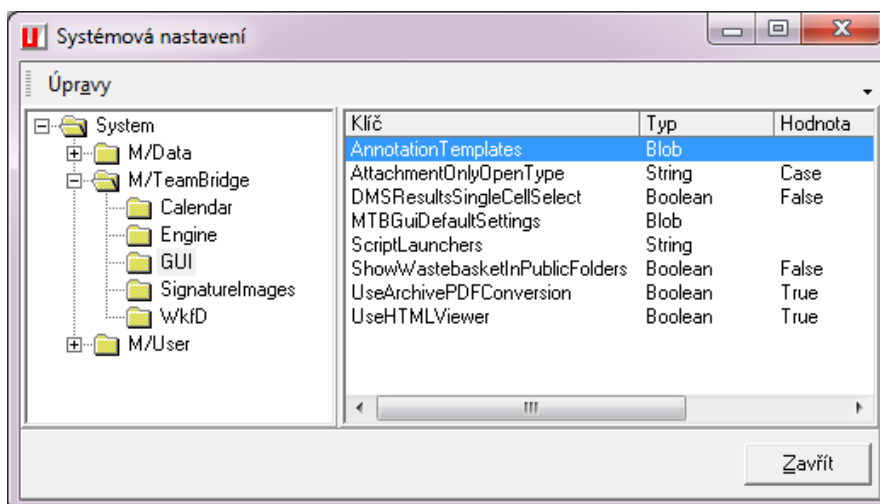 Systémová nastavení
Úpravy
System
M/Data
M/TeamBridge
Calendar
Engine
GUI
SignatureImages
WkfD
M/User
Klíč Typ Hodnota
AnnotationTemplates Blob
AttachmentOnlyOpenType String Case
DMSResultsSingleCellSelect Boolean False
MTBGuiDefaultSettings Blob
ScriptLaunchers String
ShowWastebasketInPublicFolders Boolean False
UseArchivePDFConversion Boolean True
UseHTMLViewer Boolean True
Zavřít